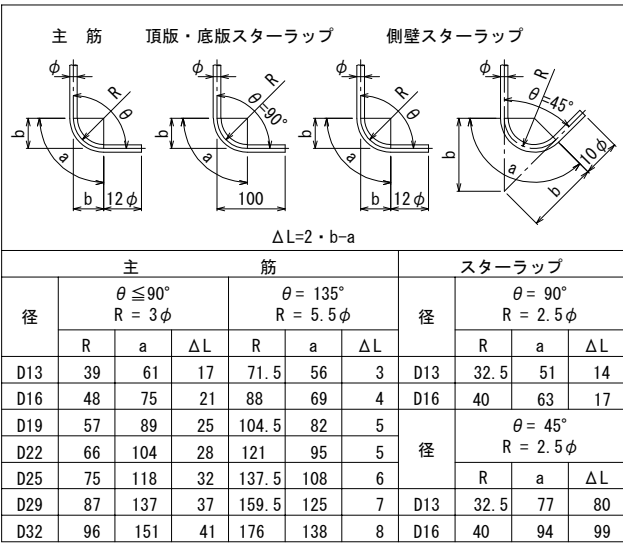 主 筋 頂版・底版スターラップ 側壁スターラップ
φ R θ b a b 12φ
φ R θ=90° b a 100
φ R θ b a b 12φ
φ R θ=45° b a b 10φ
ΔL=2・b-a
主 筋 スターラップ
径 θ≦90° R = 3φ θ= 135° R = 5.5φ 径 θ= 90° R = 2.5φ
R a ΔL R a ΔL R a ΔL
D13 39 61 17 71.5 56 3 D13 32.5 51 14
D16 48 75 21 88 69 4 D16 40 63 17
D19 57 89 25 104.5 82 5 径 θ= 45° R = 2.5φ
D22 66 104 28 121 95 5
D25 75 118 32 137.5 108 6 R a ΔL
D29 87 137 37 159.5 125 7 D13 32.5 77 80
D32 96 151 41 176 138 8 D16 40 94 99